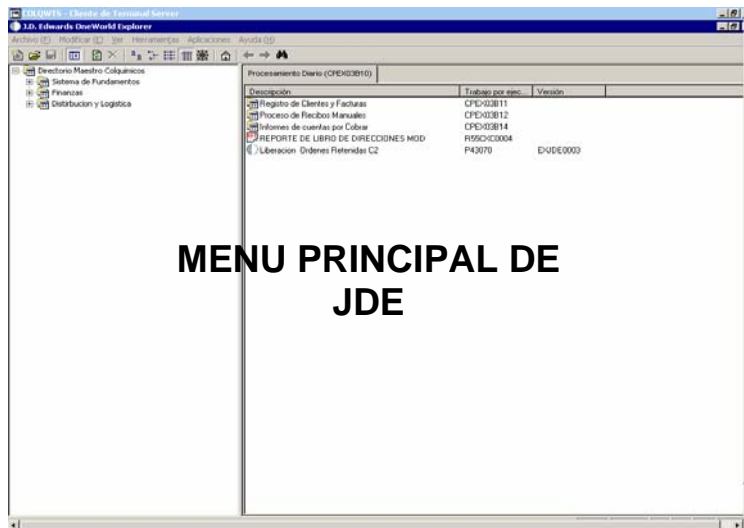 COLQWTS - Cliente de Terminal Server
J.D. Edwards OneWorld Explorer
Archivo (F) Modificar (E) Ver Herramientas Aplicaciones Ayuda (H)
Directorio Maestro Colquimicos
Sistema de Fundamentos
Finanzas
Distribucion y Logistica
Procesamiento Diario (CPEX03B10)
Descripción Trabajo por ejec... Versión
Registro de Clientes y Facturas CPEX03B11
Proceso de Recibos Manuales CPEX03B12
Informes de cuentas por Cobrar CPEX03B14
REPORTE DE LIBRO DE DIRECCIONES MOD R55CXC0004
Liberacion Ordenes Retenidas C2 P43070 EXJDE0003
MENU PRINCIPAL DE
JDE